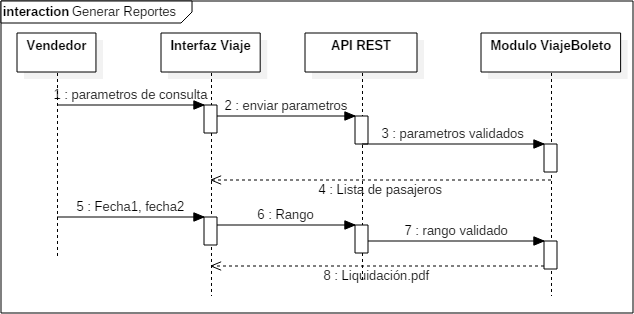 interaction Generar Reportes
Vendedor
Interfaz Viaje
API REST
Modulo ViajeBoleto
1 : parametros de consulta
2 : enviar parametros
3 : parametros validados
4 : Lista de pasajeros
5 : Fecha1, fecha2
6 : Rango
7 : rango validado
8 : Liquidación.pdf